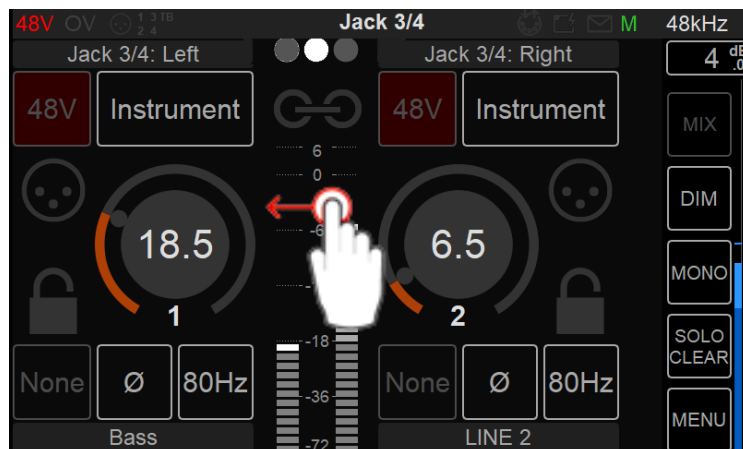 48V OV 1 3 TB 2 4 Jack 3/4 M 48kHz
Jack 3/4: Left Jack 3/4: Right 4 .0
48V Instrument 48V Instrument MIX
6
0
DIM
-6
18.5 6.5
MONO
1 2
-18
SOLO CLEAR
None Ø 80Hz None Ø 80Hz
-36
MENU
Bass -72 LINE 2